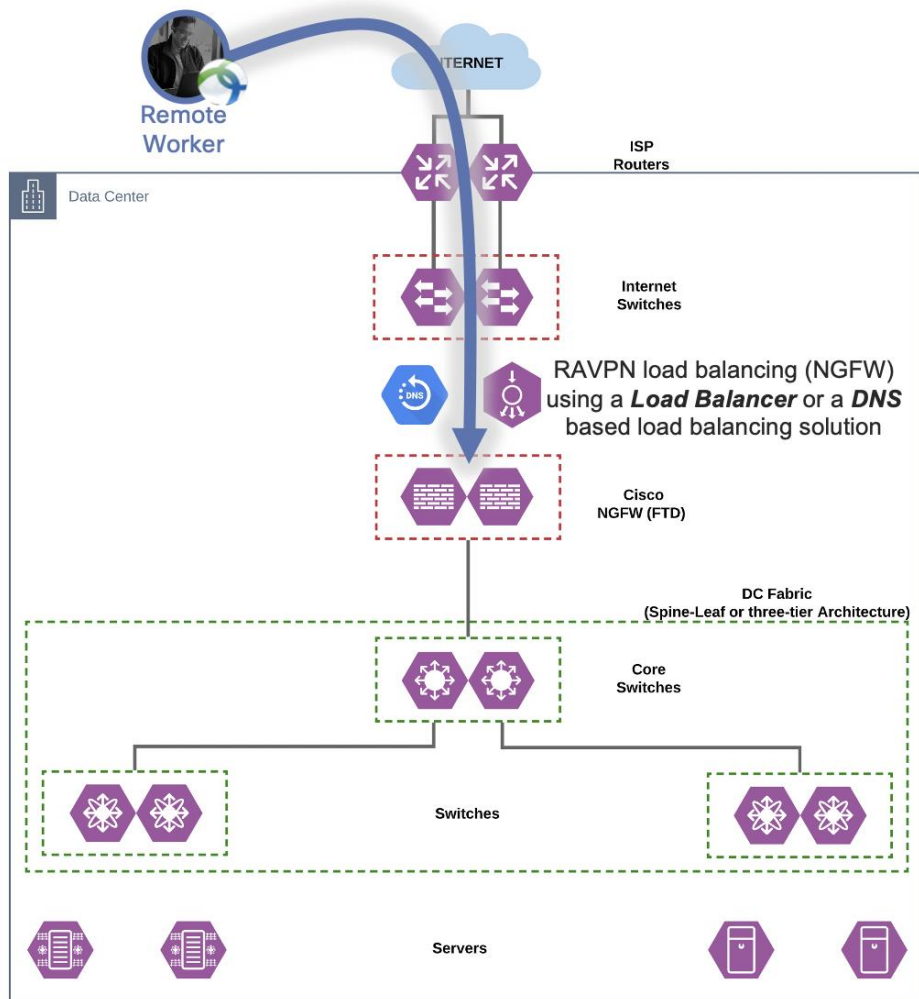 INTERNET
Remote
Worker
ISP
Routers
Data Center
Internet
Switches
DNS
RAVPN load balancing (NGFW)
using a Load Balancer or a DNS
based load balancing solution
Cisco
NGFW (FTD)
DC Fabric
(Spine-Leaf or three-tier Architecture)
Core
Switches
Switches
Servers